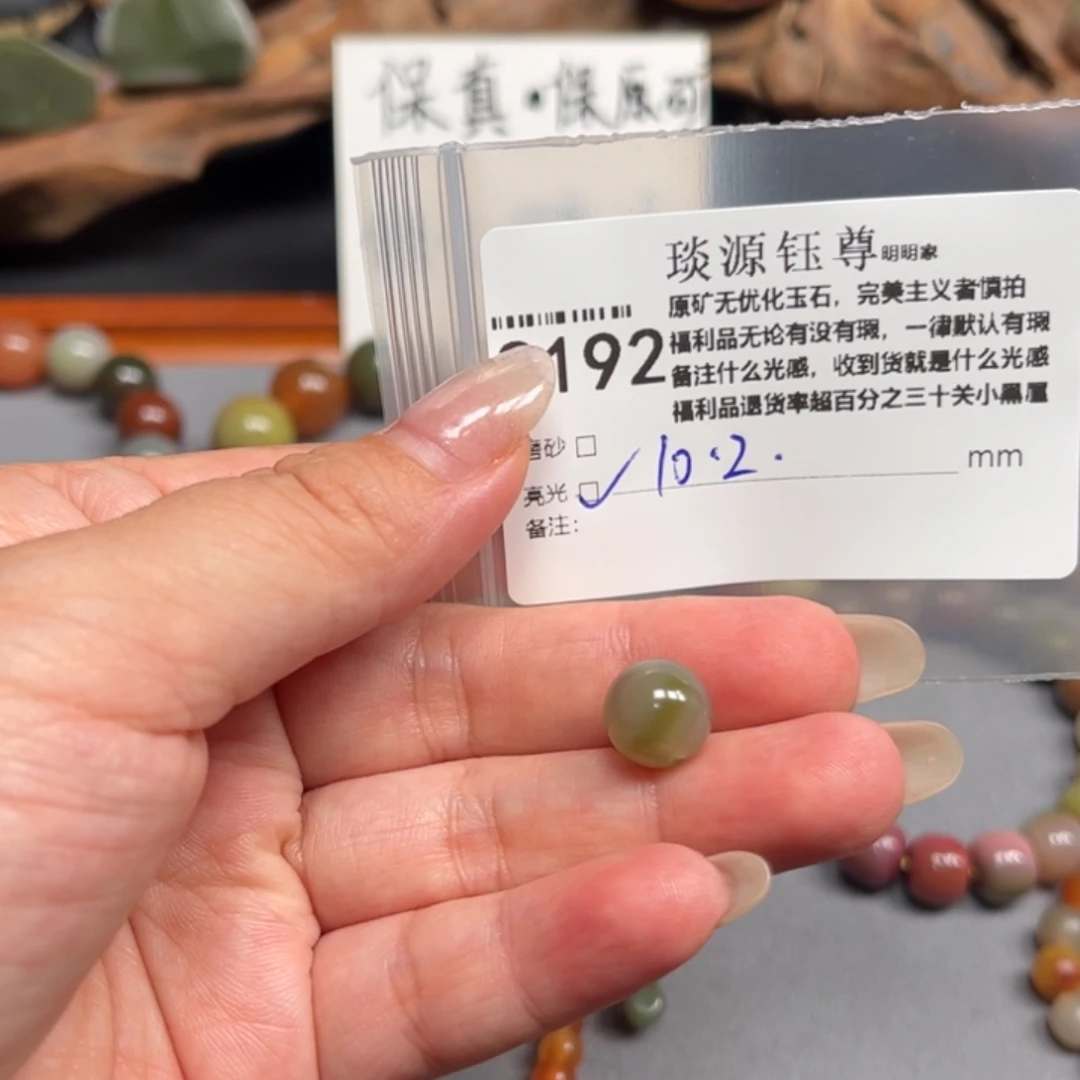 保真·保原矿
琰源钰尊明明家
原矿无优化玉石，完美主义者慎拍
192
福利品无论有没有瑕，一律默认有瑕
备注什么光感，收到货就是什么光感
福利品退货率超百分之三十关小黑屋
磨砂 □
亮光 □✓ 10.2. mm
备注：